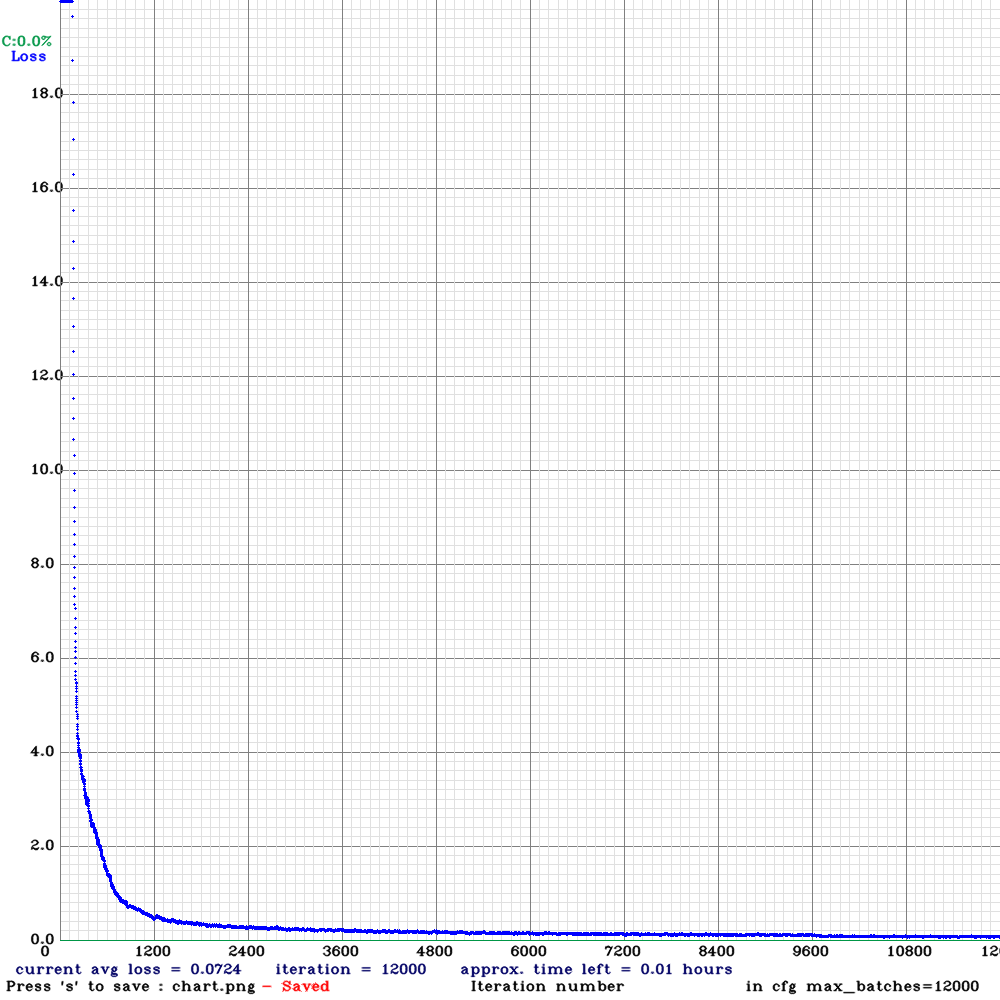 C:0.0%
Loss
18.0
16.0
14.0
12.0
10.0
8.0
6.0
4.0
2.0
0.0
0 1200 2400 3600 4800 6000 7200 8400 9600 10800 120
current avg loss = 0.0724 iteration = 12000 approx. time left = 0.01 hours
Press 's' to save : chart.png - Saved Iteration number in cfg max_batches=12000